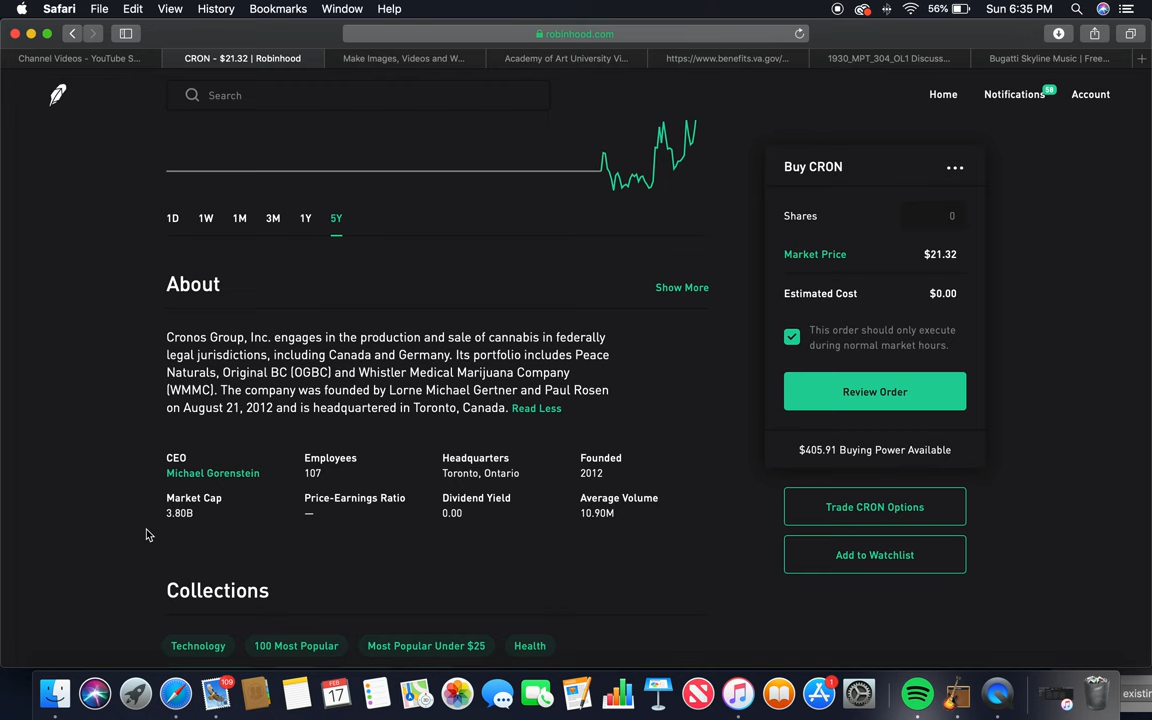 Safari File Edit View History Bookmarks Window Help 56% Sun 6:35 PM
robinhood.com
Channel Videos - YouTube S... CRON - $21.32 | Robinhood Make Images, Videos and W... Academy of Art University Vi... https://www.benefits.va.gov/... 1930_MPT_304_OL1 Discuss... Bugatti Skyline Music | Free...
Search Home Notifications 58 Account
1D 1W 1M 3M 1Y 5Y
About Show More
Cronos Group, Inc. engages in the production and sale of cannabis in federally
legal jurisdictions, including Canada and Germany. Its portfolio includes Peace
Naturals, Original BC (OGBC) and Whistler Medical Marijuana Company
(WMMC). The company was founded by Lorne Michael Gertner and Paul Rosen
on August 21, 2012 and is headquartered in Toronto, Canada. Read Less
CEO Employees Headquarters Founded
Michael Gorenstein 107 Toronto, Ontario 2012
Market Cap Price-Earnings Ratio Dividend Yield Average Volume
3.80B — 0.00 10.90M
Collections
Technology 100 Most Popular Most Popular Under $25 Health
Buy CRON
Shares 0
Market Price $21.32
Estimated Cost $0.00
This order should only execute
during normal market hours.
Review Order
$405.91 Buying Power Available
Trade CRON Options
Add to Watchlist
109 FEB 17 1 existin